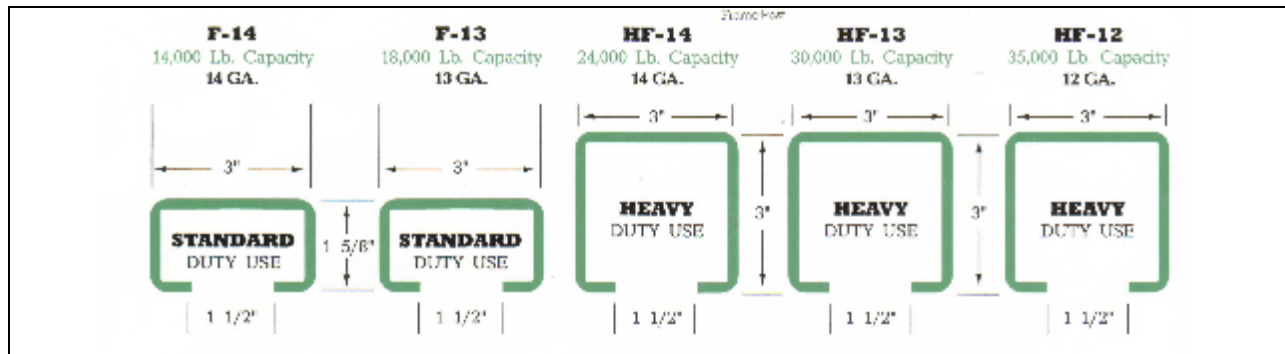 F-14
14,000 Lb. Capacity
14 GA.
F-13
18,000 Lb. Capacity
13 GA.
HF-14
24,000 Lb. Capacity
14 GA.
HF-13
30,000 Lb. Capacity
13 GA.
HF-12
35,000 Lb. Capacity
12 GA.
3"
3"
3"
3"
3"
STANDARD
DUTY USE
1 5/8"
STANDARD
DUTY USE
HEAVY
DUTY USE
3"
HEAVY
DUTY USE
3"
HEAVY
DUTY USE
1 1/2"
1 1/2"
1 1/2"
1 1/2"
1 1/2"